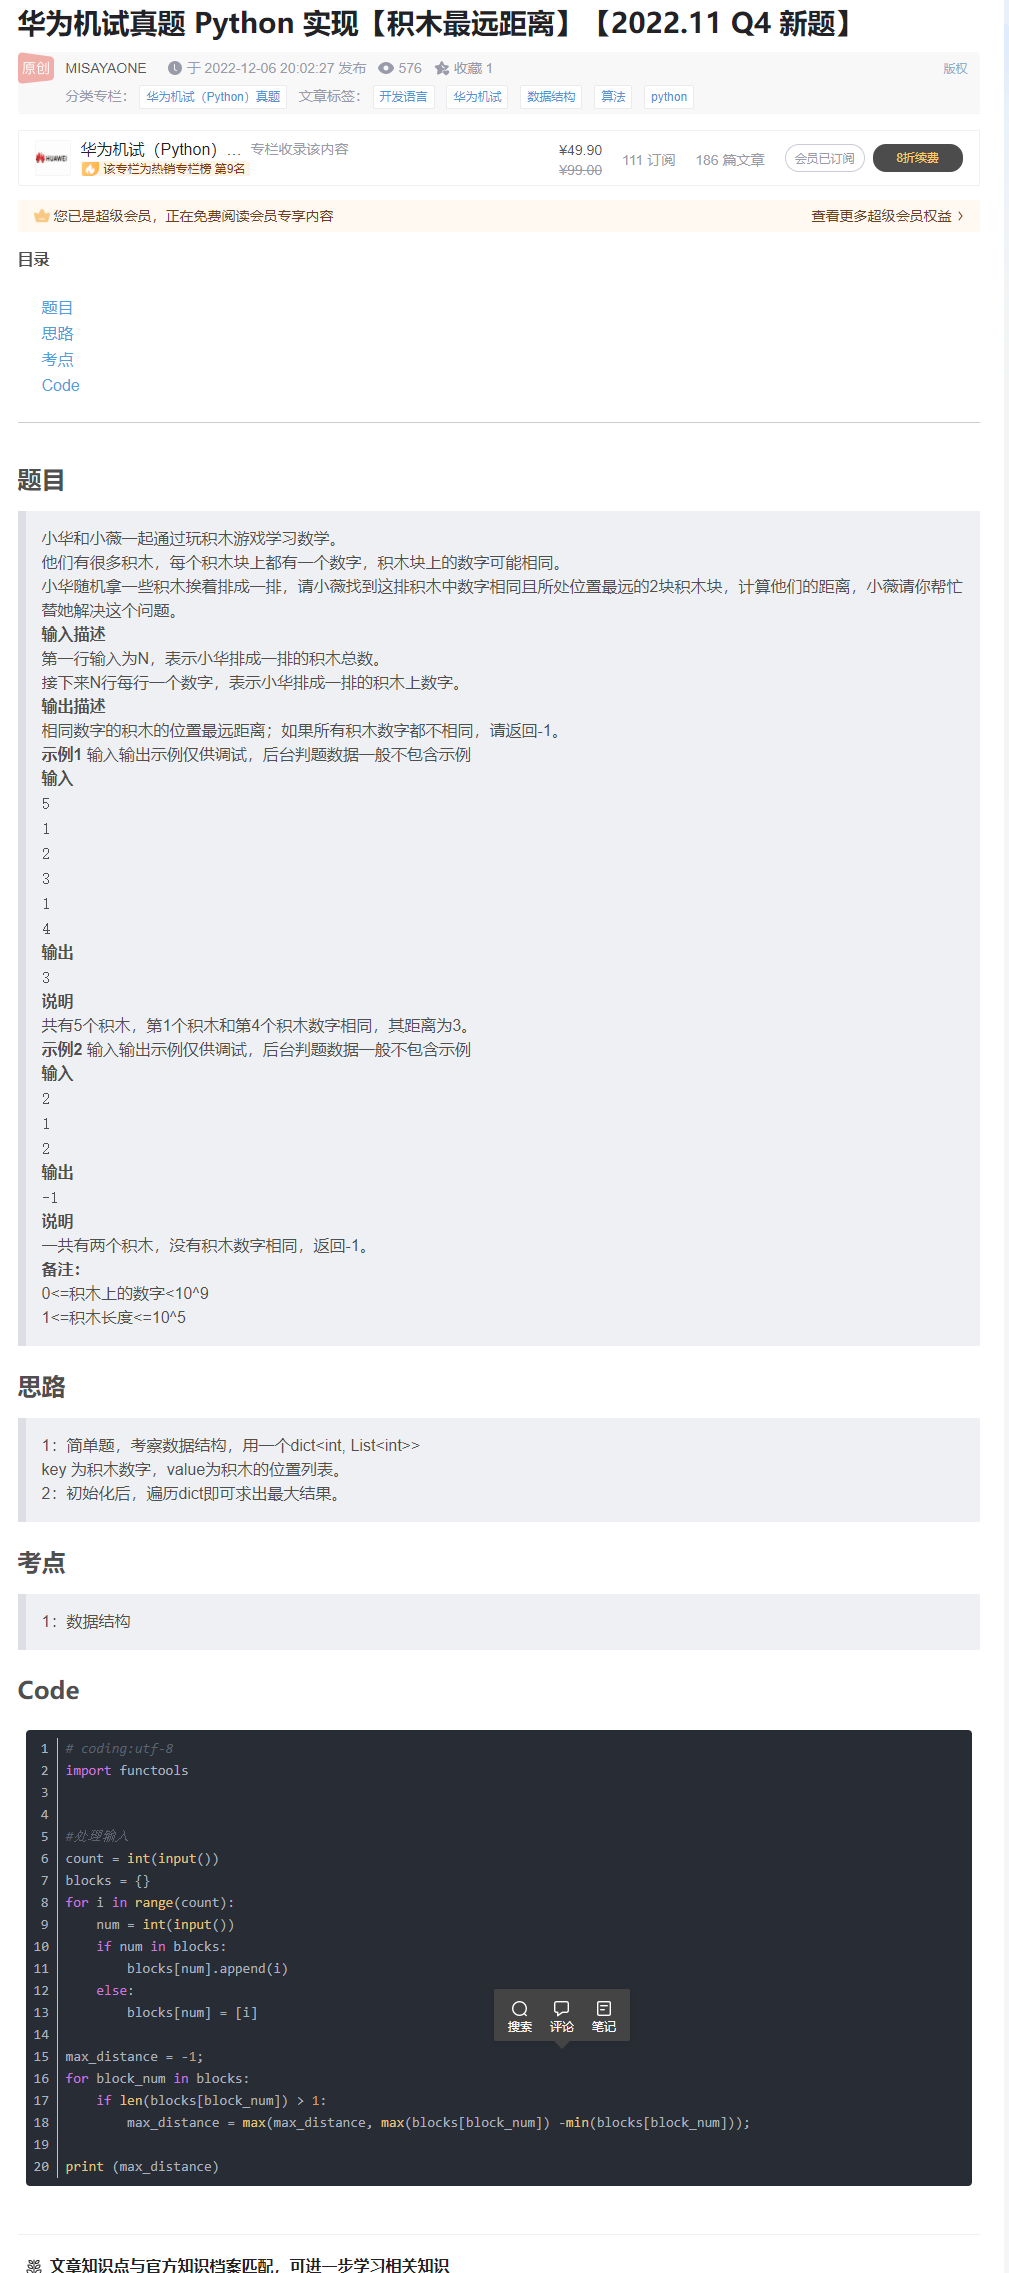 华为机试真题 Python 实现【积木最远距离】【2022.11 Q4 新题】
原创 MISAYAONE 于 2022-12-06 20:02:27 发布 576 收藏 1 版权
分类专栏： 华为机试（Python）真题 文章标签： 开发语言 华为机试 数据结构 算法 python
HUAWEI 华为机试（Python）... 专栏收录该内容
该专栏为热销专栏榜 第9名
¥49.90
¥99.00
111 订阅 186 篇文章 会员已订阅 8折续费
您已是超级会员，正在免费阅读会员专享内容 查看更多超级会员权益 >
目录
题目
思路
考点
Code
题目
小华和小薇一起通过玩积木游戏学习数学。
他们有很多积木，每个积木块上都有一个数字，积木块上的数字可能相同。
小华随机拿一些积木挨着排成一排，请小薇找到这排积木中数字相同且所处位置最远的2块积木块，计算他们的距离，小薇请你帮忙
替她解决这个问题。
输入描述
第一行输入为N，表示小华排成一排的积木总数。
接下来N行每行一个数字，表示小华排成一排的积木上数字。
输出描述
相同数字的积木的位置最远距离；如果所有积木数字都不相同，请返回-1。
示例1 输入输出示例仅供调试，后台判题数据一般不包含示例
输入
5
1
2
3
1
4
输出
3
说明
共有5个积木，第1个积木和第4个积木数字相同，其距离为3。
示例2 输入输出示例仅供调试，后台判题数据一般不包含示例
输入
2
1
2
输出
-1
说明
一共有两个积木，没有积木数字相同，返回-1。
备注：
0<=积木上的数字<10^9
1<=积木长度<=10^5
思路
1：简单题，考察数据结构，用一个dict<int, List<int>>
key 为积木数字，value为积木的位置列表。
2：初始化后，遍历dict即可求出最大结果。
考点
1：数据结构
Code
1 # coding:utf-8
2 import functools
3
4
5 #处理输入
6 count = int(input())
7 blocks = {}
8 for i in range(count):
9     num = int(input())
10     if num in blocks:
11         blocks[num].append(i)
12     else:
13         blocks[num] = [i]
搜索 评论 笔记
14
15 max_distance = -1;
16 for block_num in blocks:
17     if len(blocks[block_num]) > 1:
18         max_distance = max(max_distance, max(blocks[block_num]) -min(blocks[block_num]));
19
20 print (max_distance)
文章知识点与官方知识档案匹配，可进一步学习相关知识